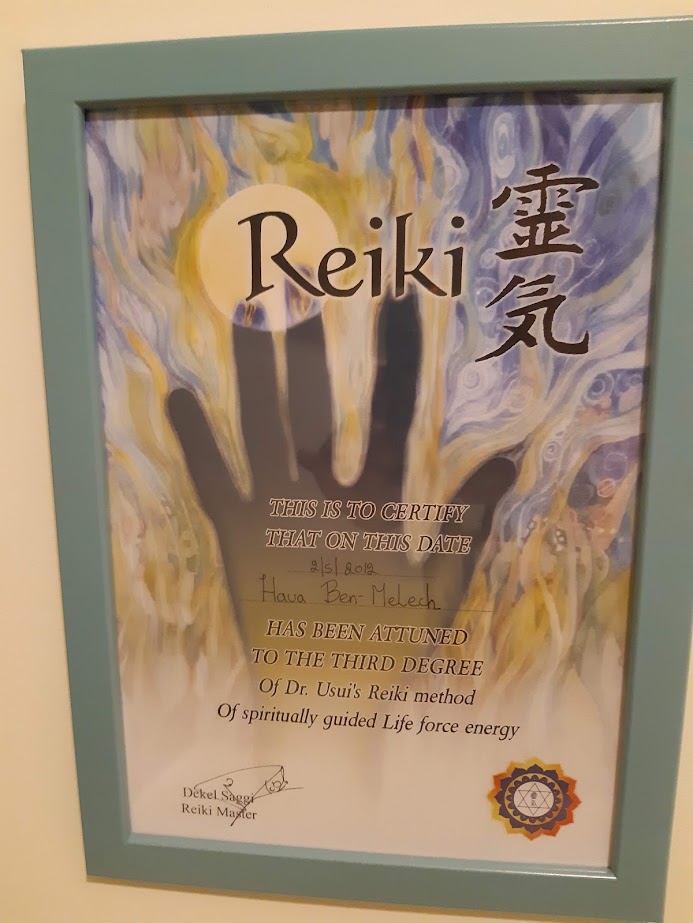 Reiki
靈
気
THIS IS TO CERTIFY
THAT ON THIS DATE
2/5/2012
Hava Ben-Melech
HAS BEEN ATTUNED
TO THE THIRD DEGREE
Of Dr. Usui's Reiki method
Of spiritually guided Life force energy
Dekel Saggi
Reiki Master